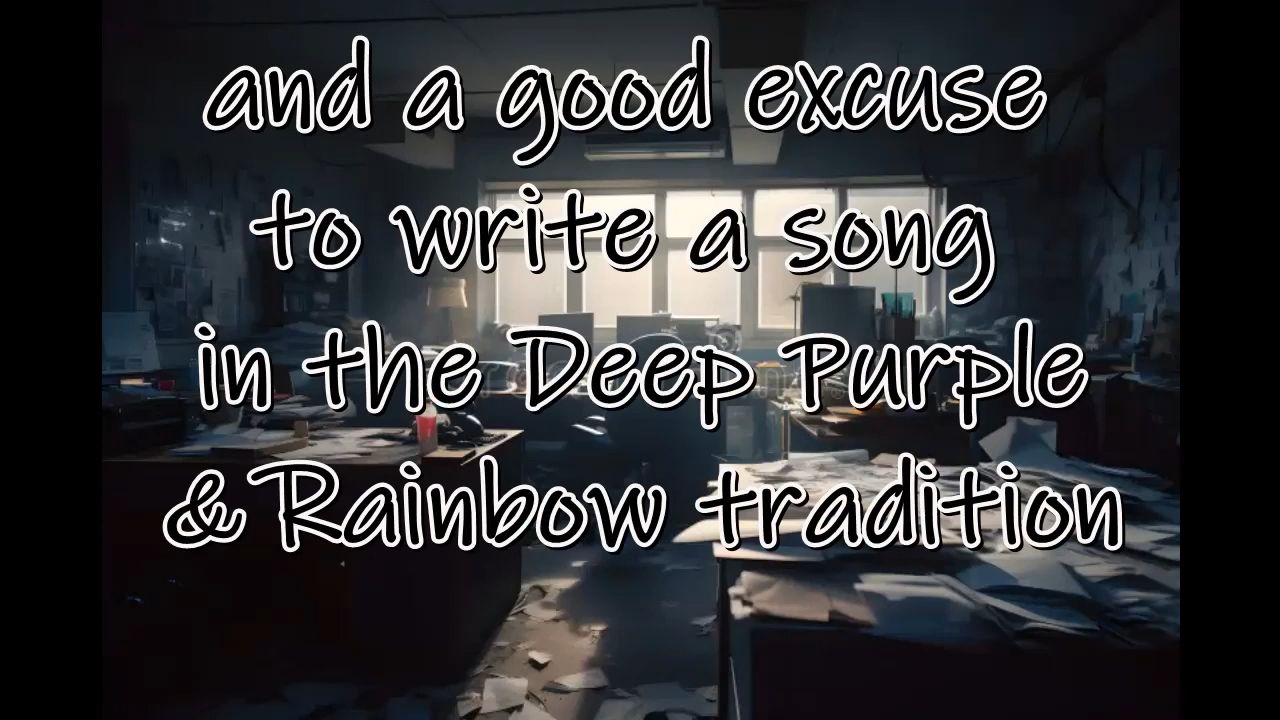 and a good excuse
to write a song
in the Deep Purple
& Rainbow tradition